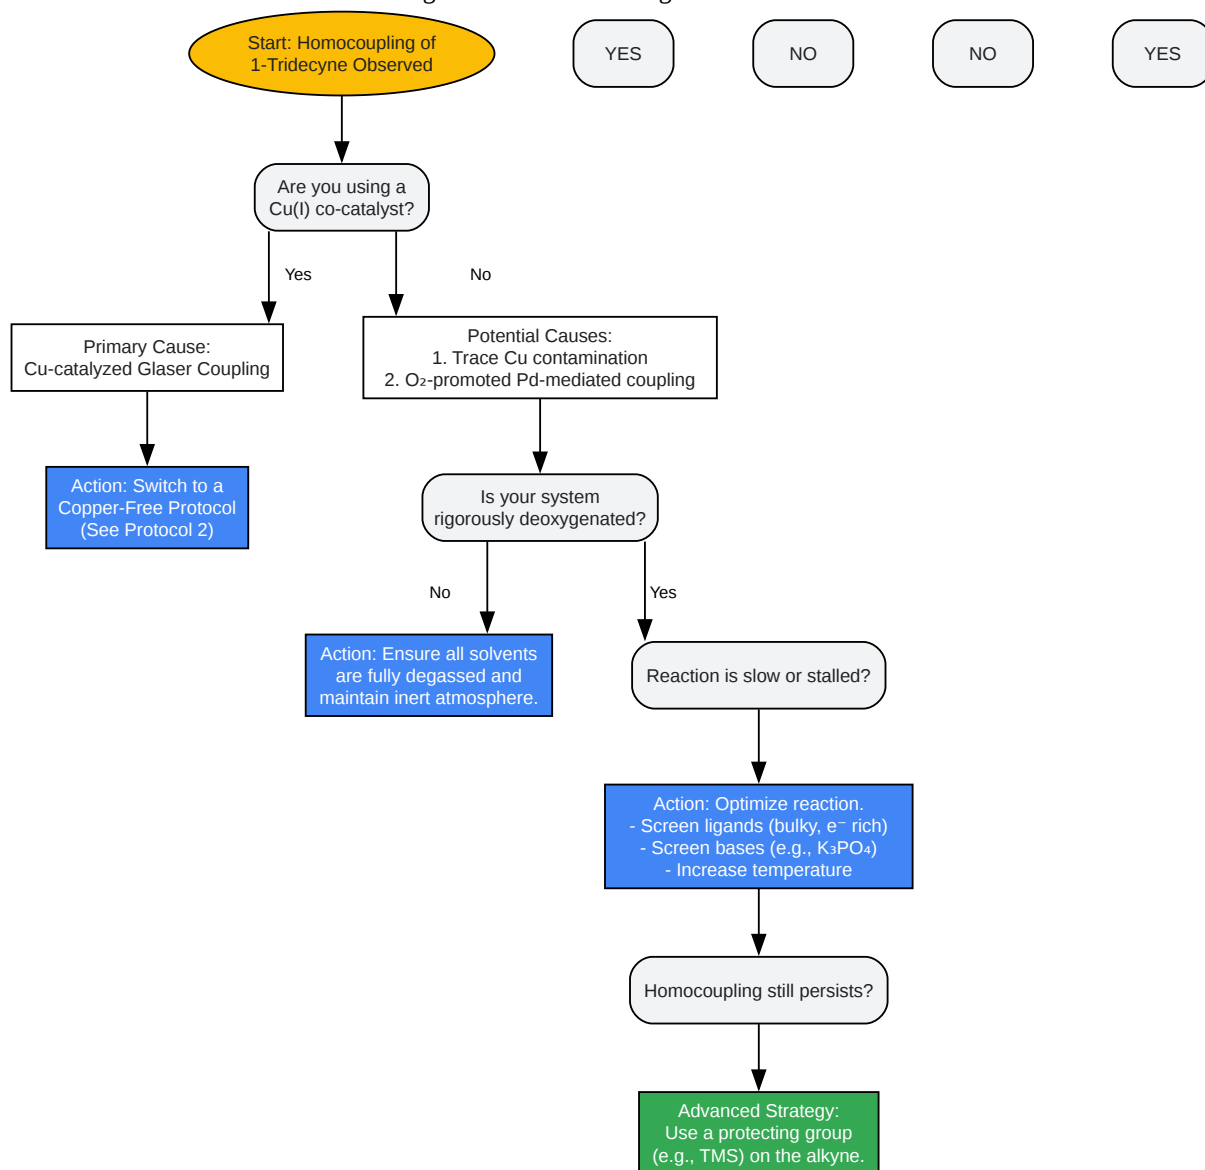 Start: Homocoupling of
1-Tridecyne Observed
YES
NO
NO
YES
Are you using a
Cu(I) co-catalyst?
Yes
No
Primary Cause:
Cu-catalyzed Glaser Coupling
Potential Causes:
1. Trace Cu contamination
2. O₂-promoted Pd-mediated coupling
Action: Switch to a
Copper-Free Protocol
(See Protocol 2)
Is your system
rigorously deoxygenated?
No
Yes
Action: Ensure all solvents
are fully degassed and
maintain inert atmosphere.
Reaction is slow or stalled?
Action: Optimize reaction.
- Screen ligands (bulky, e⁻ rich)
- Screen bases (e.g., K₃PO₄)
- Increase temperature
Homocoupling still persists?
Advanced Strategy:
Use a protecting group
(e.g., TMS) on the alkyne.